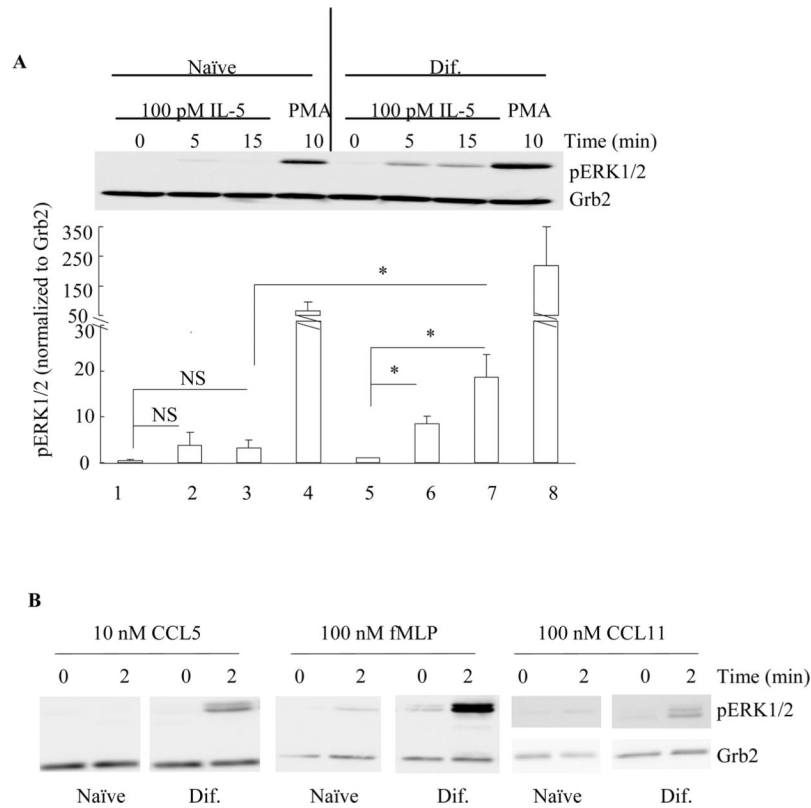 A
Naïve Dif.
100 pM IL-5 PMA 100 pM IL-5 PMA
0 5 15 10 0 5 15 10 Time (min)
pERK1/2
Grb2
pERK1/2 (normalized to Grb2)
350
250
150
50
30
20
10
0
*
NS
NS
*
*
1 2 3 4 5 6 7 8
B
10 nM CCL5 100 nM fMLP 100 nM CCL11
0 2 0 2 0 2 0 2 0 2 0 2 Time (min)
pERK1/2
Grb2
Naïve Dif. Naïve Dif. Naïve Dif.